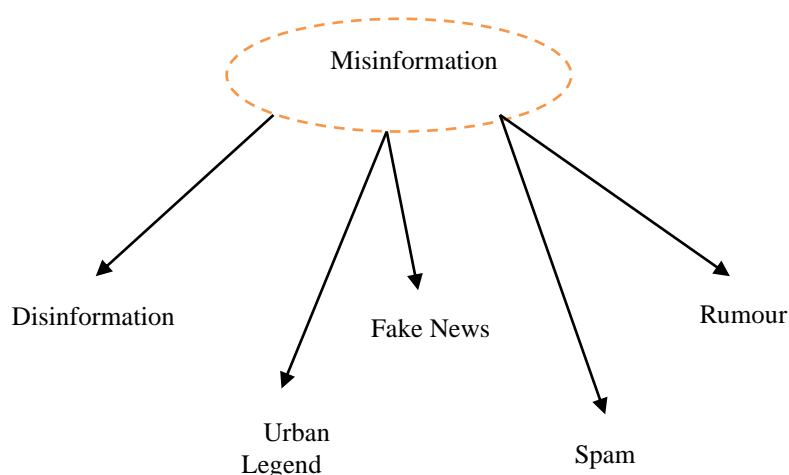 Misinformation
Disinformation
Fake News
Rumour
Urban
Legend
Spam